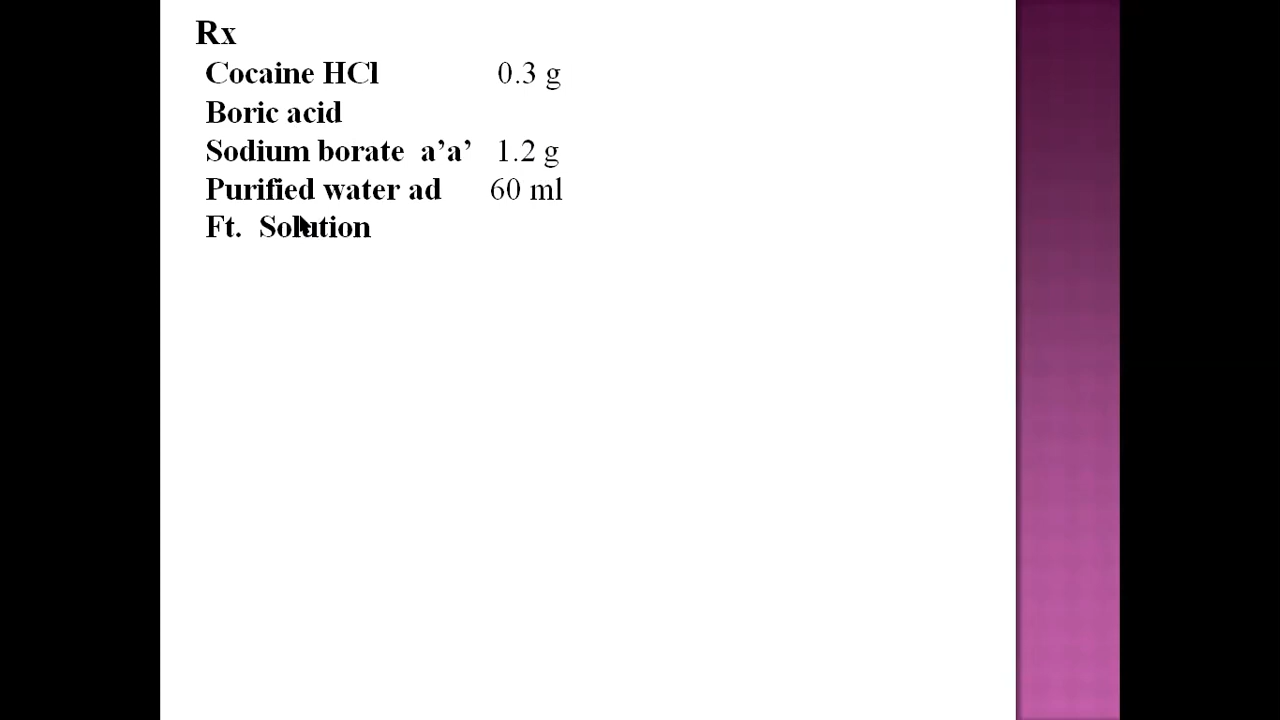 Rx
Cocaine HCl 0.3 g
Boric acid
Sodium borate a’a’ 1.2 g
Purified water ad 60 ml
Ft. Solution